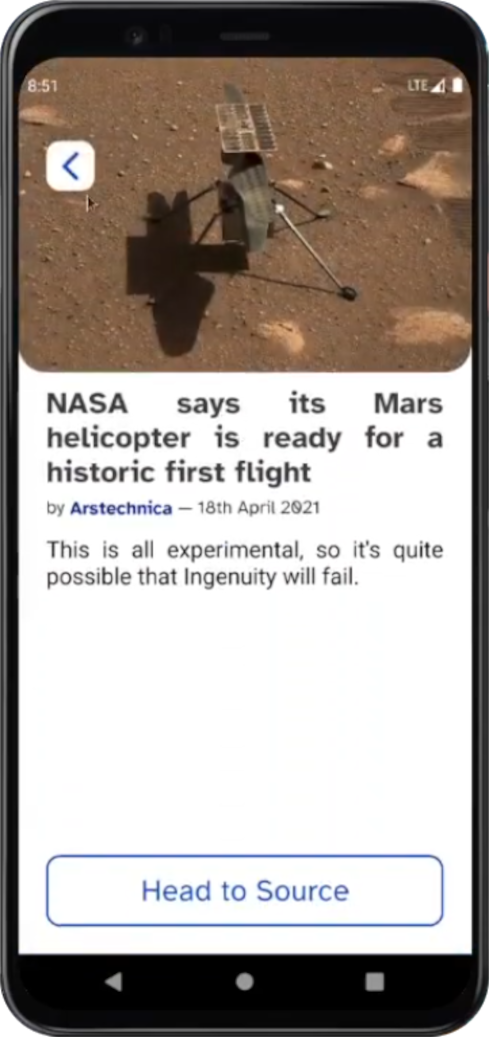 8:51 LTE
NASA says its Mars
helicopter is ready for a
historic first flight
by Arstechnica — 18th April 2021
This is all experimental, so it's quite
possible that Ingenuity will fail.
Head to Source